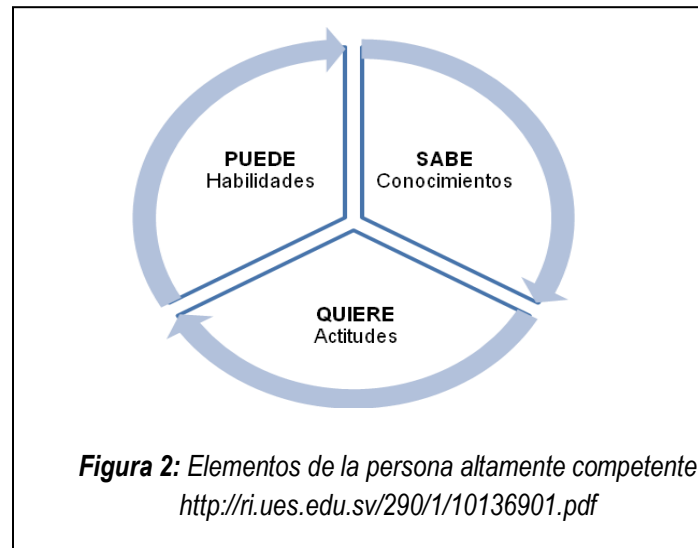 PUEDE
Habilidades
SABE
Conocimientos
QUIERE
Actitudes
Figura 2: Elementos de la persona altamente competente
http://ri.ues.edu.sv/290/1/10136901.pdf